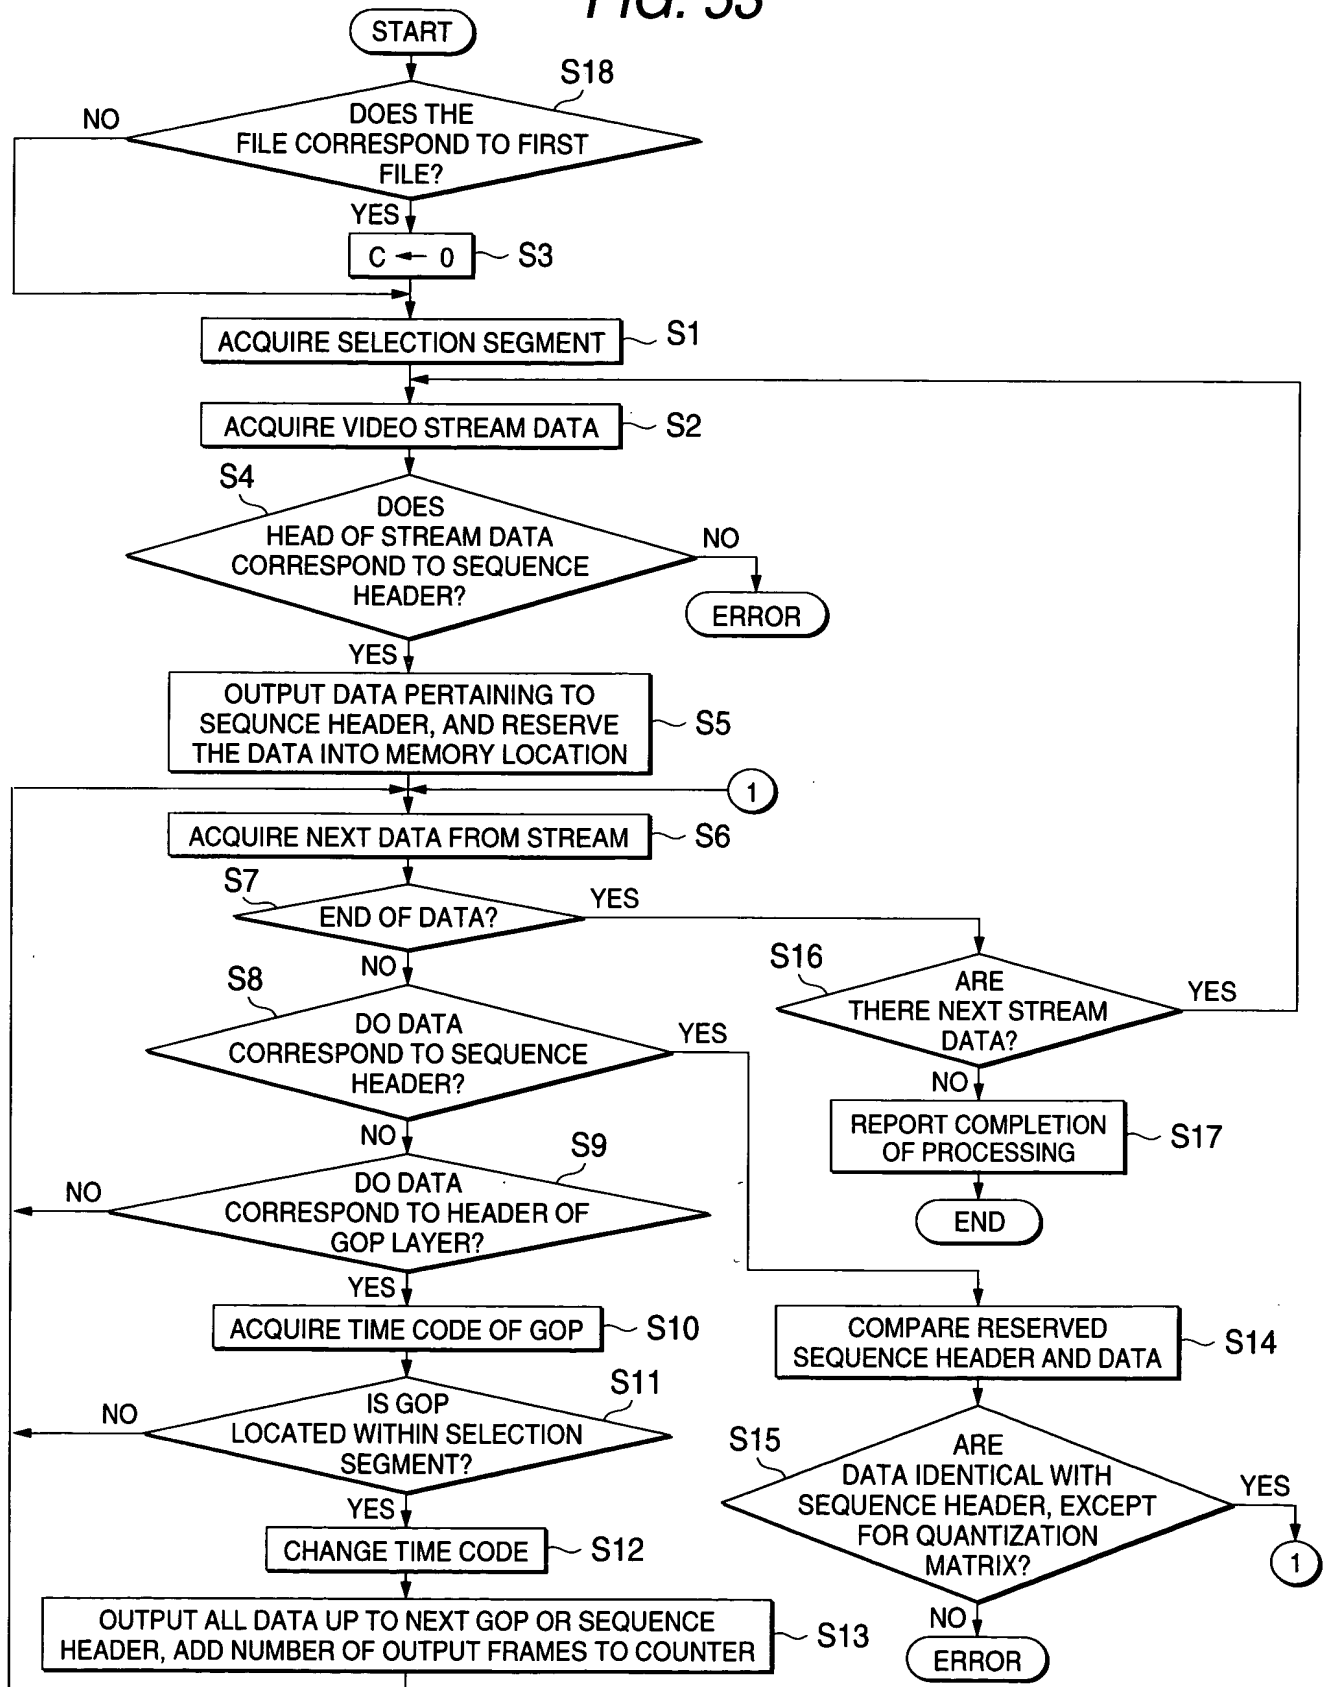 FIG. 53
START
S18
DOES THE
FILE CORRESPOND TO FIRST
FILE?
NO
YES
C ← 0
S3
ACQUIRE SELECTION SEGMENT
S1
ACQUIRE VIDEO STREAM DATA
S2
S4
DOES
HEAD OF STREAM DATA
CORRESPOND TO SEQUENCE
HEADER?
NO
ERROR
YES
OUTPUT DATA PERTAINING TO
SEQUNCE HEADER, AND RESERVE
THE DATA INTO MEMORY LOCATION
S5
1
ACQUIRE NEXT DATA FROM STREAM
S6
S7
END OF DATA?
YES
NO
S16
ARE
THERE NEXT STREAM
DATA?
YES
NO
REPORT COMPLETION
OF PROCESSING
S17
END
S8
DO DATA
CORRESPOND TO SEQUENCE
HEADER?
YES
NO
S9
DO DATA
CORRESPOND TO HEADER OF
GOP LAYER?
NO
YES
ACQUIRE TIME CODE OF GOP
S10
S11
IS GOP
LOCATED WITHIN SELECTION
SEGMENT?
NO
YES
CHANGE TIME CODE
S12
OUTPUT ALL DATA UP TO NEXT GOP OR SEQUENCE
HEADER, ADD NUMBER OF OUTPUT FRAMES TO COUNTER
S13
COMPARE RESERVED
SEQUENCE HEADER AND DATA
S14
S15
ARE
DATA IDENTICAL WITH
SEQUENCE HEADER, EXCEPT
FOR QUANTIZATION
MATRIX?
YES
1
NO
ERROR